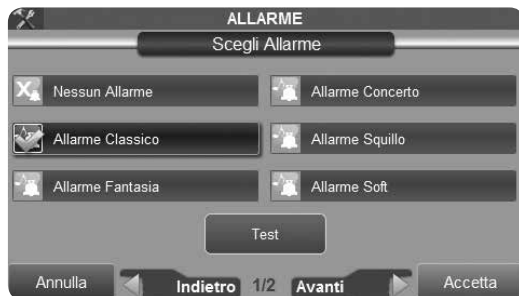 ALLARME
Scegli Allarme
Nessun Allarme
Allarme Concerto
Allarme Classico
Allarme Squillo
Allarme Fantasia
Allarme Soft
Test
Annulla
Indietro 1/2 Avanti
Accetta